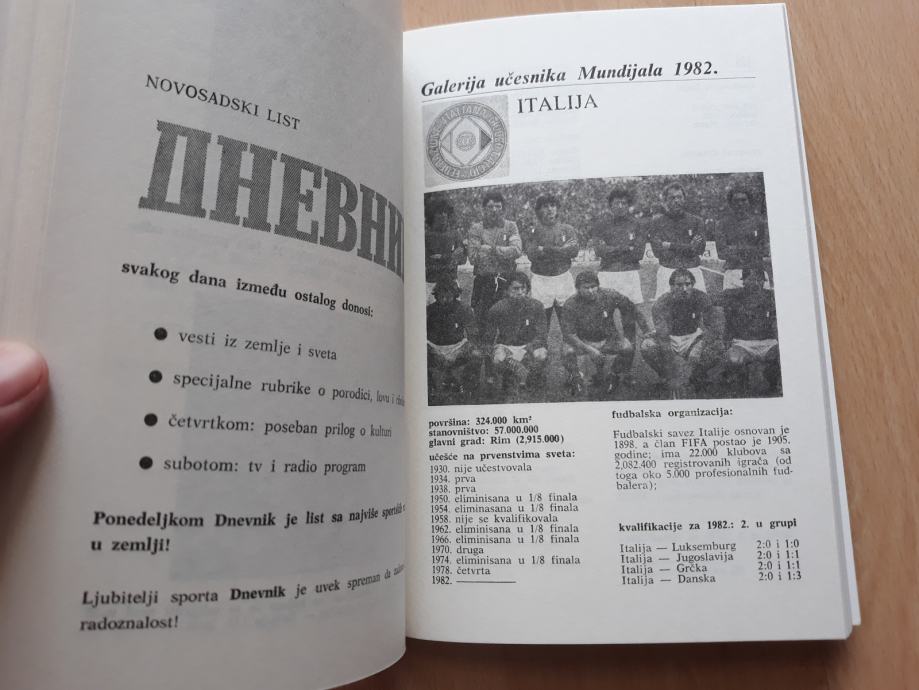 NOVOSADSKI LIST
ДНЕВНИ
svakog dana između ostalog donosi:
● vesti iz zemlje i sveta
● specijalne rubrike o porodici, lovu i
● četvrtkom: poseban prilog o kulturi
● subotom: tv i radio program
Ponedeljkom Dnevnik je list sa najviše
u zemlji!
Ljubitelji sporta Dnevnik je uvek spreman da
radoznalost!
Galerija učesnika Mundijala 1982.
ITALIJA
površina: 324.000 km²
stanovništvo: 57.000.000
glavni grad: Rim (2,915.000)
učešće na prvenstvima sveta:
1930. nije učestvovala
1934. prva
1938. prva
1950. eliminasana u 1/8 finala
1954. elimanasana u 1/8 finala
1958. nije se kvalifikovala
1962. eliminisana u 1/8 finala
1966. eliminisana u 1/8 finala
1970. druga
1974. eliminisana u 1/8 finala
1978. četvrta
1982.
fudbalska organizacija:
Fudbalski savez Italije osnovan je
1898. a član FIFA postao je 1905.
godine; ima 22.000 klubova sa
2,082.400 registrovanih igrača (od
toga oko 5.000 profesionalnih fud-
balera);
kvalifikacije za 1982.: 2. u grupi
Italija — Luksemburg 2:0 i 1:0
Italija — Jugoslavija 2:0 i 1:1
Italija — Grčka 2:0 i 1:1
Italija — Danska 2:0 i 1:3